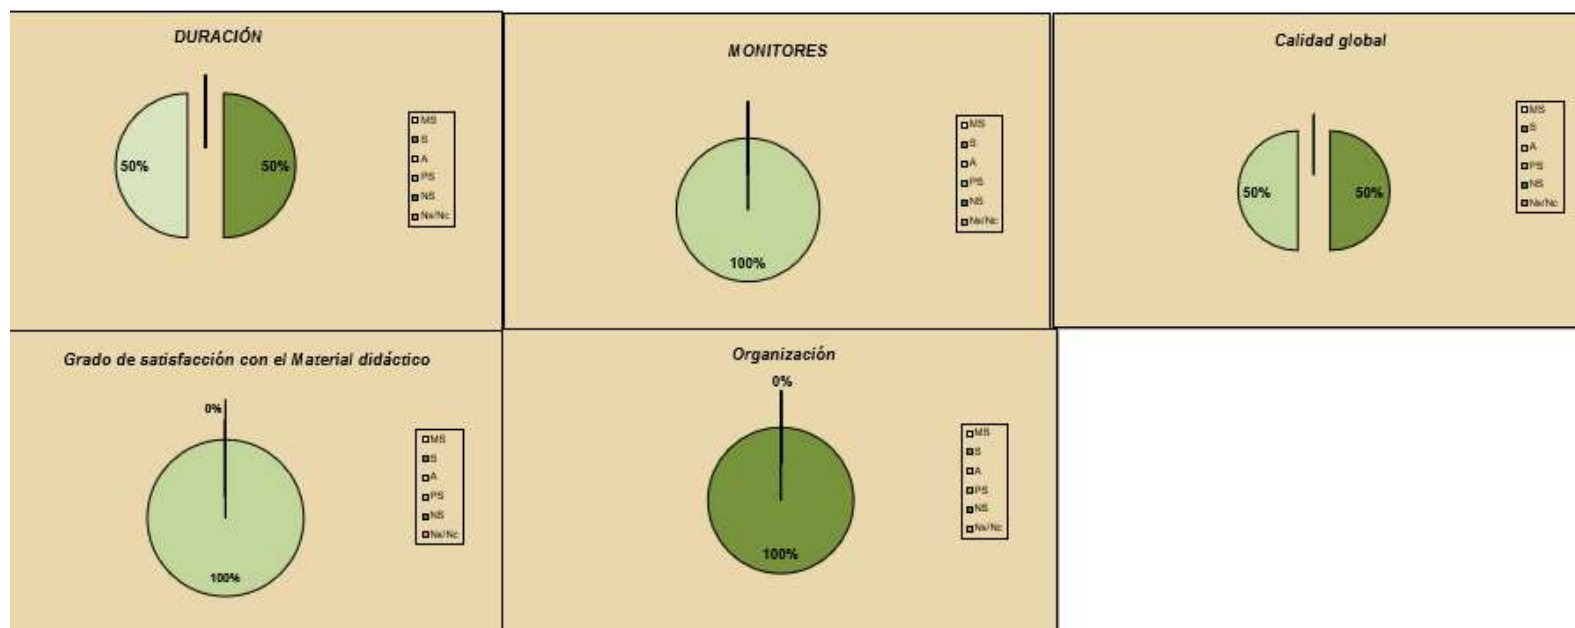 DURACIÓN
50%
50%
MS
S
A
PS
NS
Ns/Nc
MONITORES
100%
MS
S
A
PS
NS
Ns/Nc
Calidad global
50%
50%
MS
S
A
PS
NS
Ns/Nc
Grado de satisfacción con el Material didáctico
0%
100%
MS
S
A
PS
NS
Ns/Nc
Organización
0%
100%
MS
S
A
PS
NS
Ns/Nc